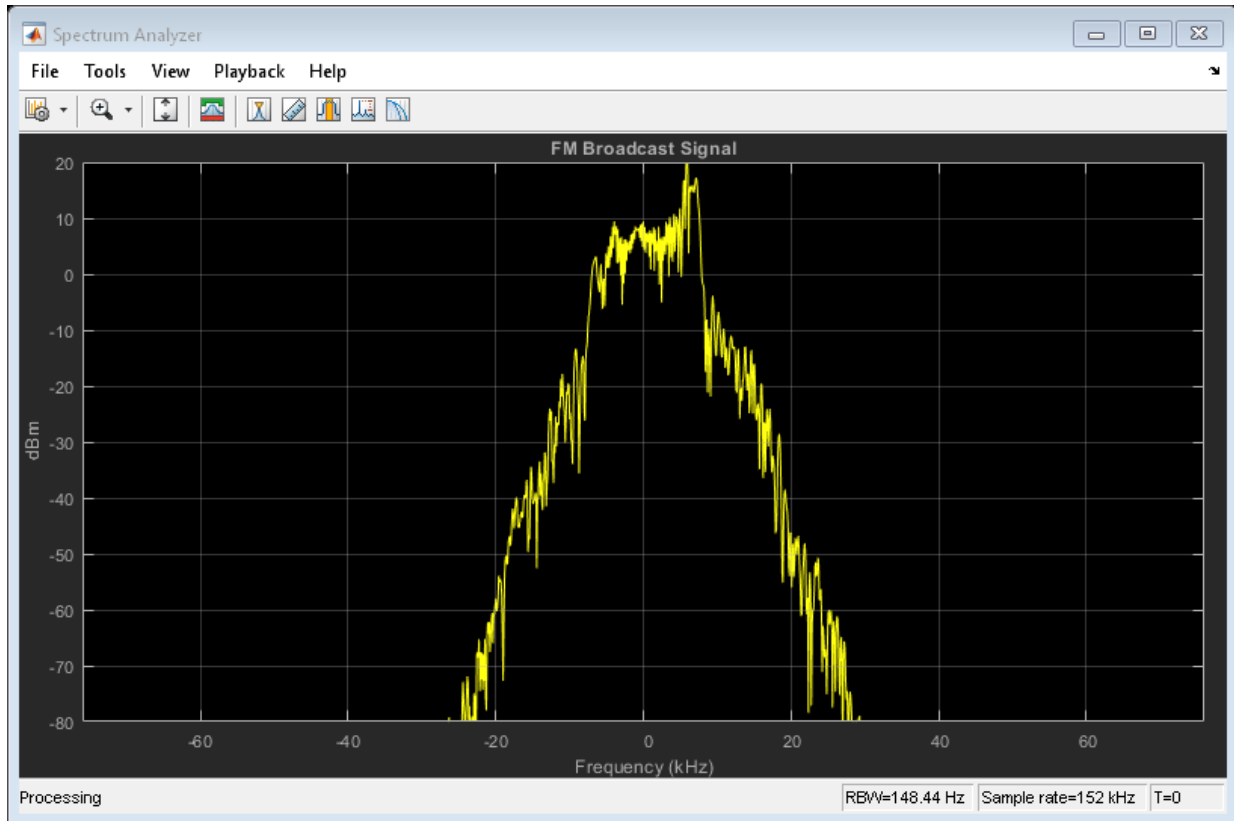 Spectrum Analyzer
File Tools View Playback Help
FM Broadcast Signal
20
10
0
-10
-20
-30
-40
-50
-60
-70
-80
dBm
-60 -40 -20 0 20 40 60
Frequency (kHz)
Processing RBW=148.44 Hz Sample rate=152 kHz T=0